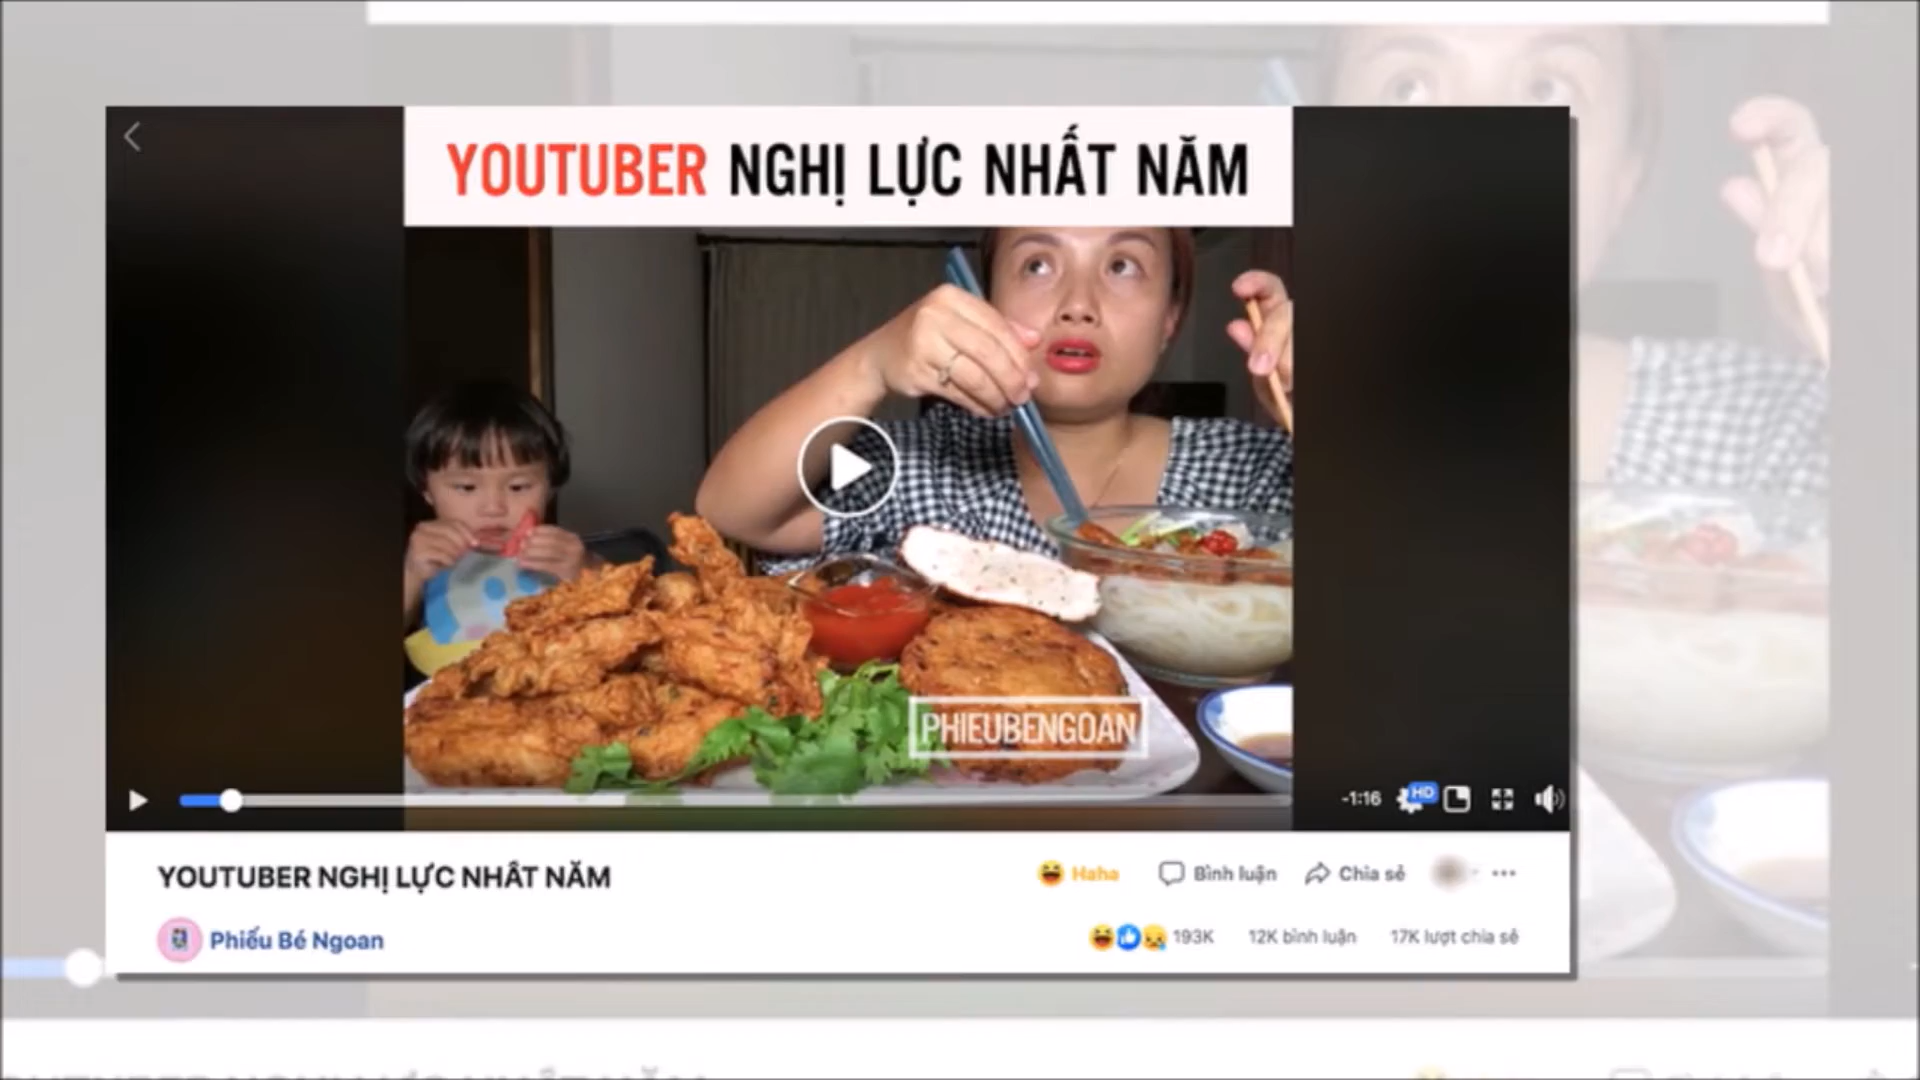 YOUTUBER NGHỊ LỰC NHẤT NĂM
PHIEUBENGOAN
-1:16
HD
YOUTUBER NGHỊ LỰC NHẤT NĂM
Haha
Bình luận
Chia sẻ
Phiếu Bé Ngoan
193K
12K bình luận
17K lượt chia sẻ